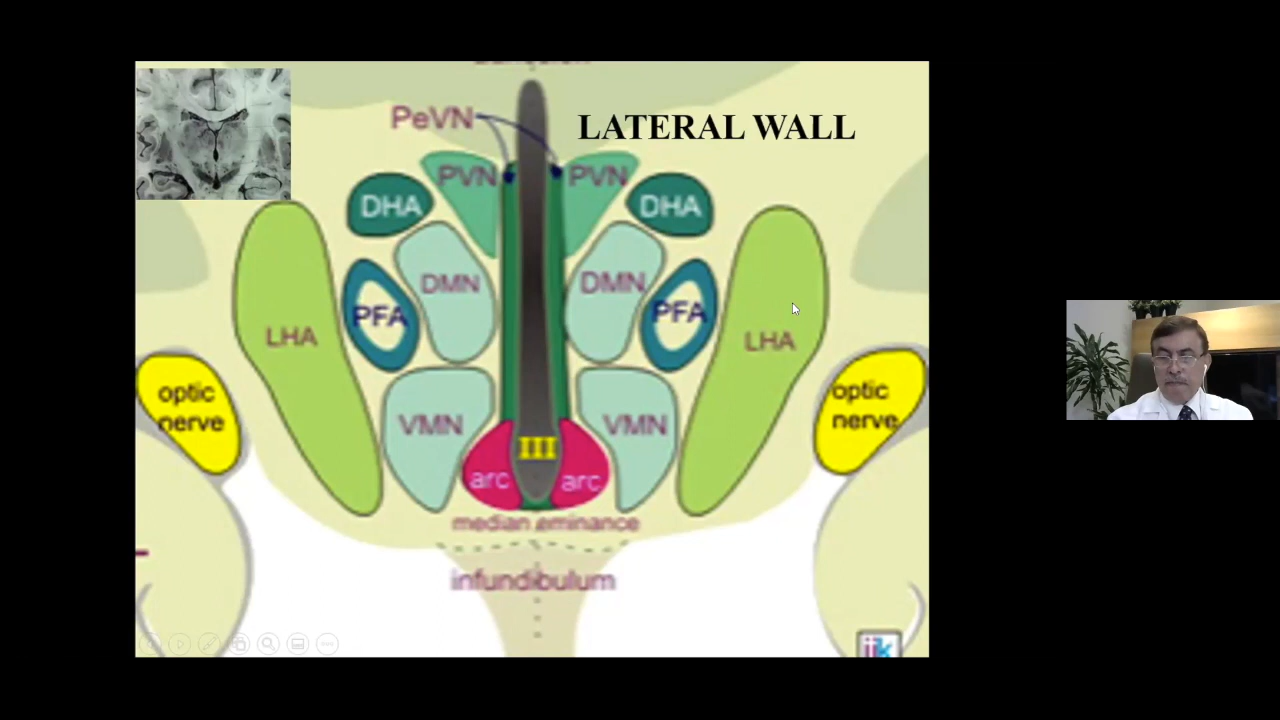 PeVN
LATERAL WALL
PVN PVN
DHA DHA
DMN DMN
PFA PFA
LHA LHA
optic
nerve
optic
nerve
VMN VMN
III
arc arc
median eminance
infundibulum